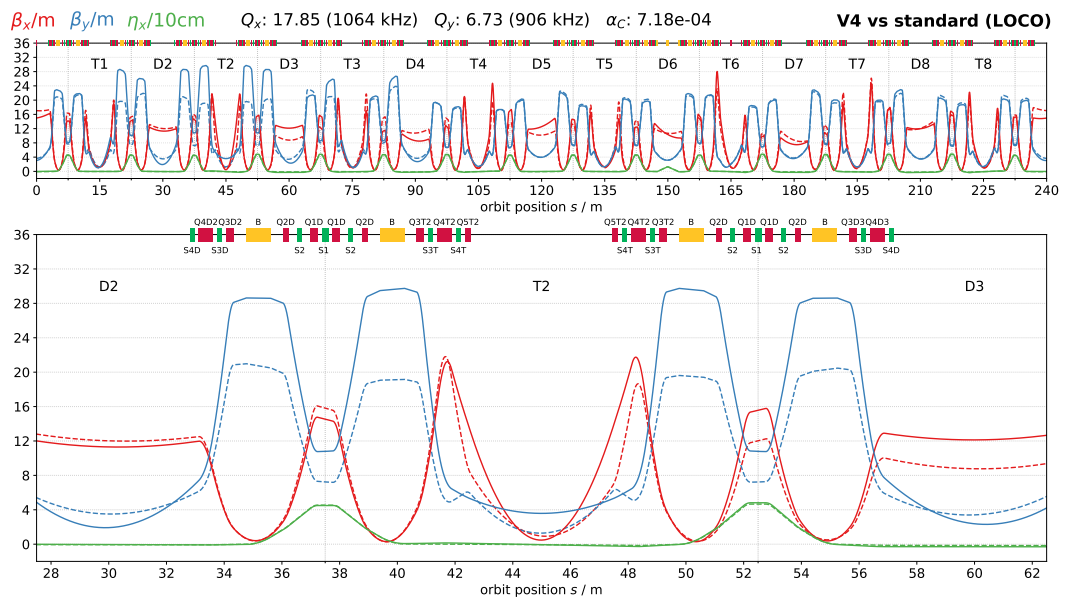 βx/m βy/m ηx/10cm Qx: 17.85 (1064 kHz) Qy: 6.73 (906 kHz) αC: 7.18e-04 V4 vs standard (LOCO)
36
32
28
24
20
16
12
8
4
0
T1 D2 T2 D3 T3 D4 T4 D5 T5 D6 T6 D7 T7 D8 T8
0 15 30 45 60 75 90 105 120 135 150 165 180 195 210 225 240
orbit position s / m
Q4D2 Q3D2 B Q2D Q1D Q1D Q2D B Q3T2 Q4T2 Q5T2 Q5T2 Q4T2 Q3T2 B Q2D Q1D Q1D Q2D B Q3D3 Q4D3
S4D S3D S2 S1 S2 S3T S4T S4T S3T S2 S1 S2 S3D S4D
36
32
28
24
20
16
12
8
4
0
D2 T2 D3
28 30 32 34 36 38 40 42 44 46 48 50 52 54 56 58 60 62
orbit position s / m